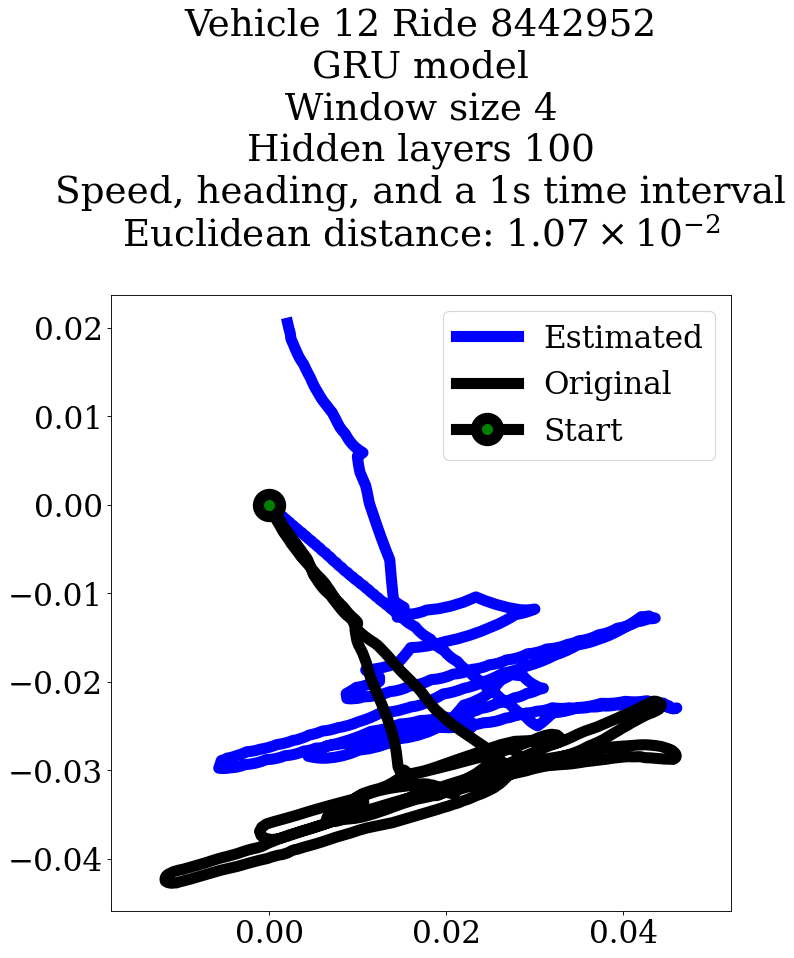 Vehicle 12 Ride 8442952
GRU model
Window size 4
Hidden layers 100
Speed, heading, and a 1s time interval
Euclidean distance: 1.07 × 10⁻²
Estimated
Original
Start
0.02
0.01
0.00
−0.01
−0.02
−0.03
−0.04
0.00 0.02 0.04